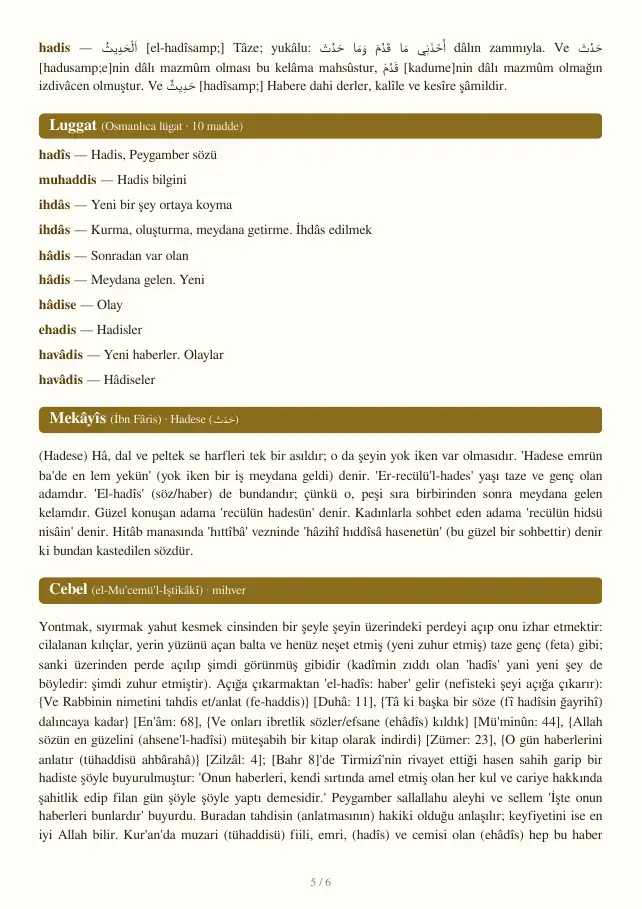 hadis — اَلْحَدِيثُ [el-hadîsamp;] Tâze; yukâlu: أَخَذَنِي مَا قَدُمَ وَمَا حَدُثَ dâlın zammıyla. Ve حَدُثَ
[hadusamp;e]nin dâlı mazmûm olması bu kelâma mahsûstur, قَدُمَ [kadume]nin dâlı mazmûm olmağın
izdivâcen olmuştur. Ve حَدِيثٌ [hadîsamp;] Habere dahi derler, kalîle ve kesîre şâmildir.
Luggat (Osmanlıca lügat · 10 madde)
hadîs — Hadis, Peygamber sözü
muhaddis — Hadis bilgini
ihdâs — Yeni bir şey ortaya koyma
ihdâs — Kurma, oluşturma, meydana getirme. İhdâs edilmek
hâdis — Sonradan var olan
hâdis — Meydana gelen. Yeni
hâdise — Olay
ehadis — Hadisler
havâdis — Yeni haberler. Olaylar
havâdis — Hâdiseler
Mekâyîs (İbn Fâris) · Hadese (حَدَثَ)
(Hadese) Hâ, dal ve peltek se harfleri tek bir asıldır; o da şeyin yok iken var olmasıdır. 'Hadese emrün
ba'de en lem yekün' (yok iken bir iş meydana geldi) denir. 'Er-recülü'l-hades' yaşı taze ve genç olan
adamdır. 'El-hadîs' (söz/haber) de bundandır; çünkü o, peşi sıra birbirinden sonra meydana gelen
kelamdır. Güzel konuşan adama 'recülün hadesün' denir. Kadınlarla sohbet eden adama 'recülün hidsü
nisâin' denir. Hitâb manasında 'hıttîbâ' vezninde 'hâzihî hıddîsâ hasenetün' (bu güzel bir sohbettir) denir
ki bundan kastedilen sözdür.
Cebel (el-Mu'cemü'l-İştikâkî) · mihver
Yontmak, sıyırmak yahut kesmek cinsinden bir şeyle şeyin üzerindeki perdeyi açıp onu izhar etmektir:
cilalanan kılıçlar, yerin yüzünü açan balta ve henüz neşet etmiş (yeni zuhur etmiş) taze genç (feta) gibi;
sanki üzerinden perde açılıp şimdi görünmüş gibidir (kadîmin zıddı olan 'hadîs' yani yeni şey de
böyledir: şimdi zuhur etmiştir). Açığa çıkarmaktan 'el-hadîs: haber' gelir (nefisteki şeyi açığa çıkarır):
{Ve Rabbinin nimetini tahdis et/anlat (fe-haddis)} [Duhâ: 11], {Tâ ki başka bir söze (fî hadîsin ğayrihî)
dalıncaya kadar} [En'âm: 68], {Ve onları ibretlik sözler/efsane (ehâdîs) kıldık} [Mü'minûn: 44], {Allah
sözün en güzelini (ahsene'l-hadîsi) müteşabih bir kitap olarak indirdi} [Zümer: 23], {O gün haberlerini
anlatır (tühaddisü ahbârahâ)} [Zilzâl: 4]; [Bahr 8]'de Tirmizî'nin rivayet ettiği hasen sahih garip bir
hadiste şöyle buyurulmuştur: 'Onun haberleri, kendi sırtında amel etmiş olan her kul ve cariye hakkında
şahitlik edip filan gün şöyle şöyle yaptı demesidir.' Peygamber sallallahu aleyhi ve sellem 'İşte onun
haberleri bunlardır' buyurdu. Buradan tahdisin (anlatmasının) hakiki olduğu anlaşılır; keyfiyetini ise en
iyi Allah bilir. Kur'an'da muzari (tühaddisü) fiili, emri, (hadîs) ve cemisi olan (ehâdîs) hep bu haber
5 / 6